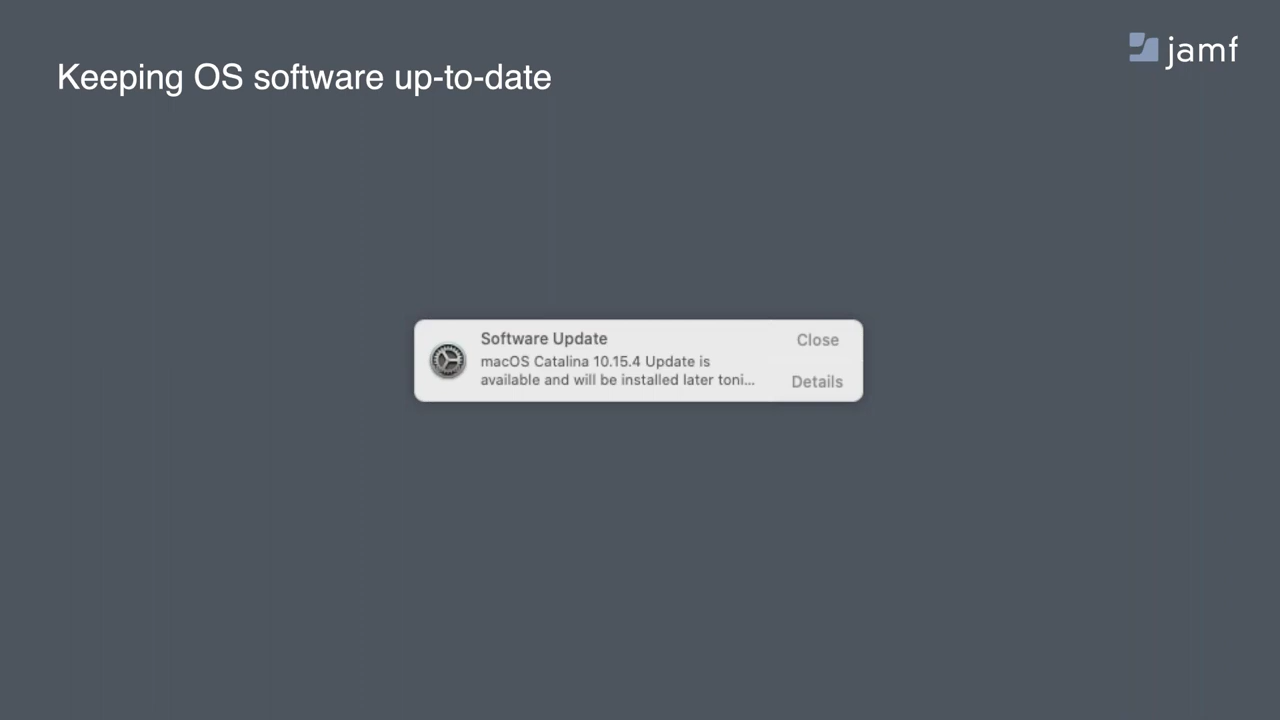 jamf
Keeping OS software up-to-date
Software Update
Close
macOS Catalina 10.15.4 Update is
available and will be installed later toni...
Details